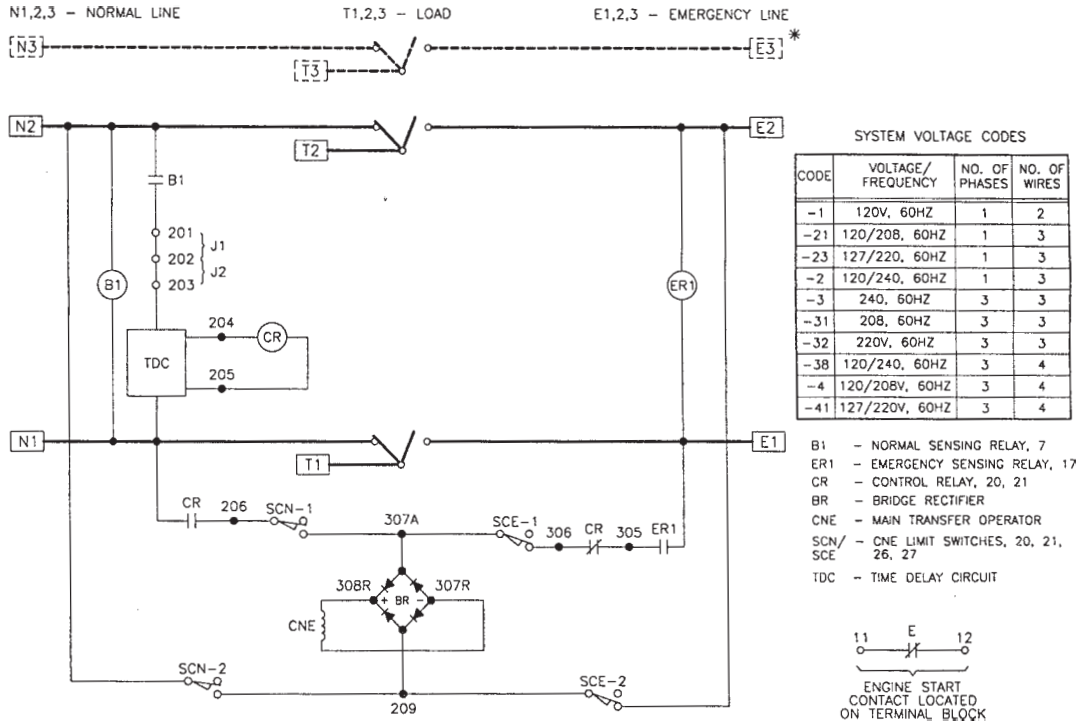 N1,2,3 – NORMAL LINE
T1,2,3 – LOAD
E1,2,3 – EMERGENCY LINE
N3
E3 *
T3
N2
E2
T2
B1
201
J1
202
J2
203
B1
ER1
204
CR
TDC
205
N1
E1
T1
CR 206 SCN-1
307A
SCE-1
306 CR 305 ER1
308R
307R
+ BR –
CNE
SCN-2
SCE-2
209
SYSTEM VOLTAGE CODES
CODE VOLTAGE/ FREQUENCY NO. OF PHASES NO. OF WIRES
-1 120V, 60HZ 1 2
-21 120/208, 60HZ 1 3
-23 127/220, 60HZ 1 3
-2 120/240, 60HZ 1 3
-3 240, 60HZ 3 3
-31 208, 60HZ 3 3
-32 220V, 60HZ 3 3
-38 120/240, 60HZ 3 4
-4 120/208V, 60HZ 3 4
-41 127/220V, 60HZ 3 4
B1 – NORMAL SENSING RELAY, 7
ER1 – EMERGENCY SENSING RELAY, 17
CR – CONTROL RELAY, 20, 21
BR – BRIDGE RECTIFIER
CNE – MAIN TRANSFER OPERATOR
SCN/ – CNE LIMIT SWITCHES, 20, 21,
SCE 26, 27
TDC – TIME DELAY CIRCUIT
11 E 12
ENGINE START
CONTACT LOCATED
ON TERMINAL BLOCK